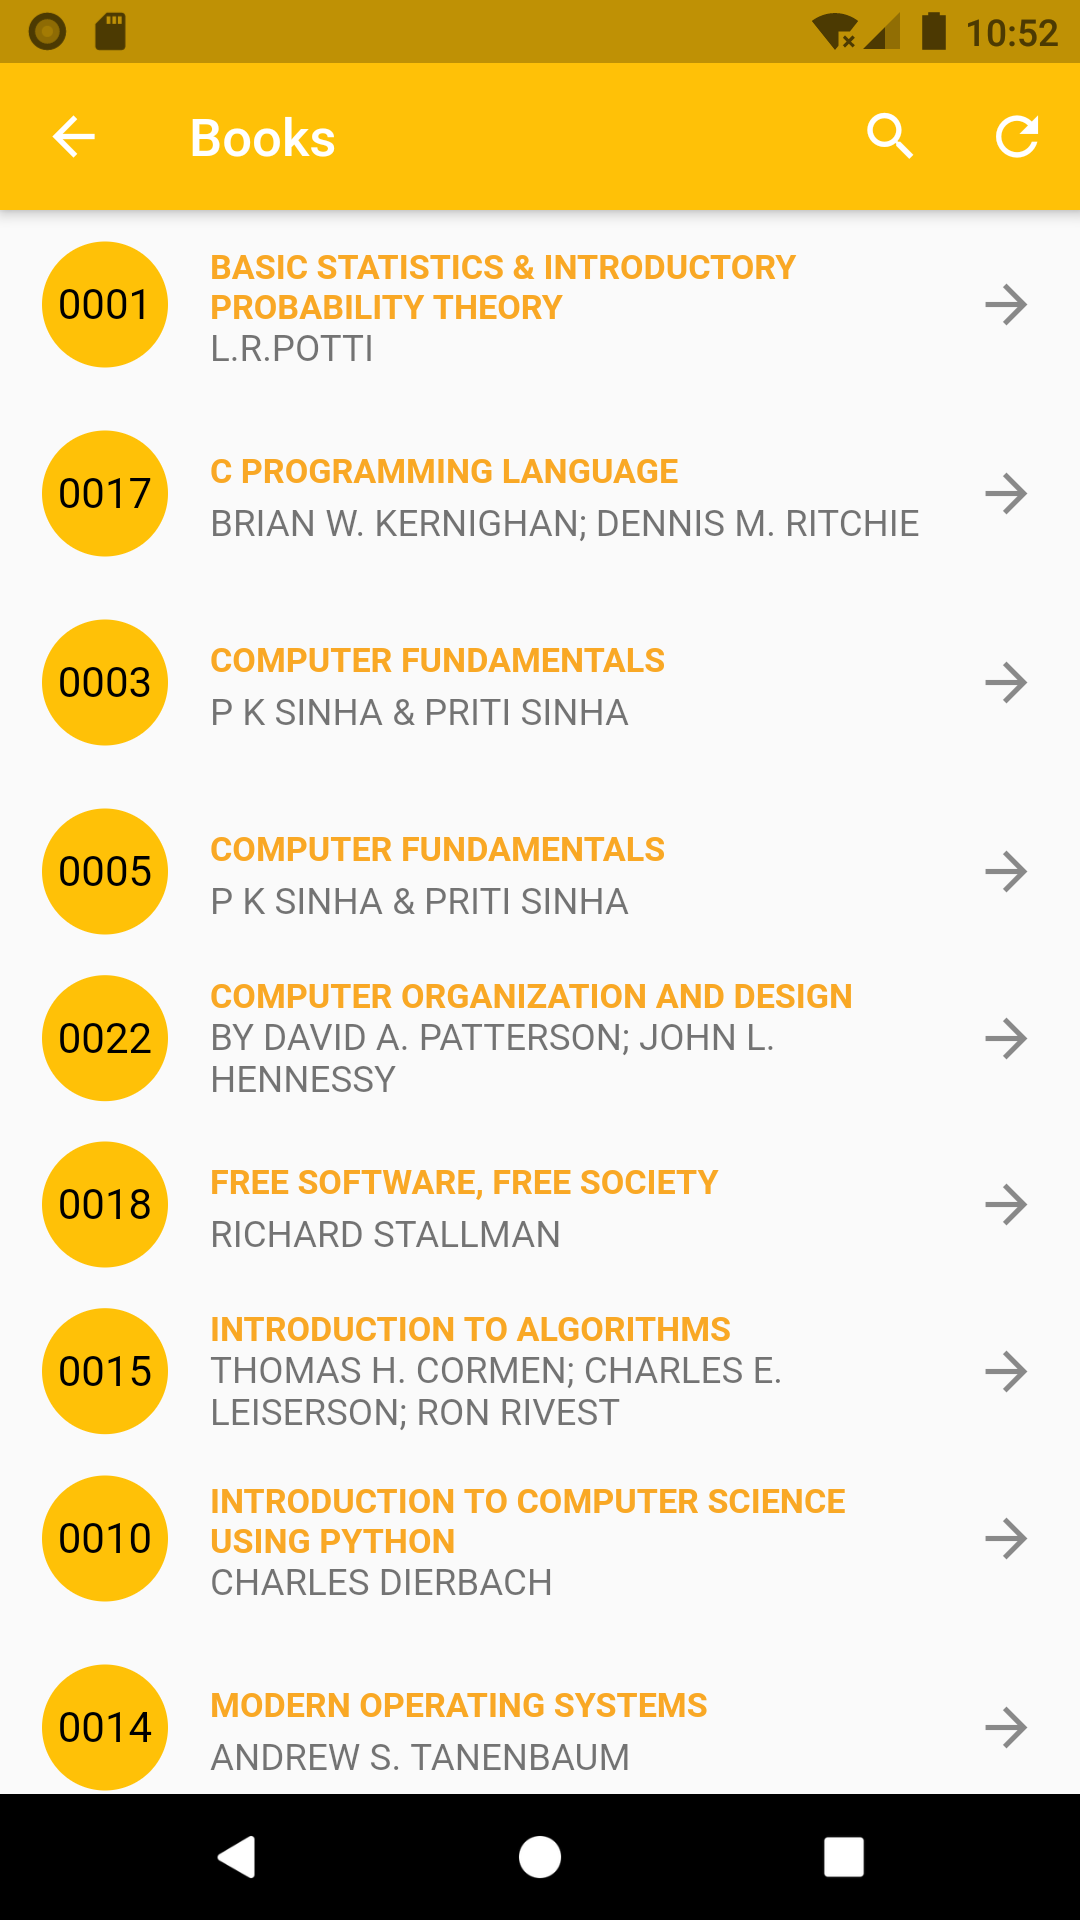 10:52
Books
0001
BASIC STATISTICS & INTRODUCTORY
PROBABILITY THEORY
L.R.POTTI
0017
C PROGRAMMING LANGUAGE
BRIAN W. KERNIGHAN; DENNIS M. RITCHIE
0003
COMPUTER FUNDAMENTALS
P K SINHA & PRITI SINHA
0005
COMPUTER FUNDAMENTALS
P K SINHA & PRITI SINHA
0022
COMPUTER ORGANIZATION AND DESIGN
BY DAVID A. PATTERSON; JOHN L.
HENNESSY
0018
FREE SOFTWARE, FREE SOCIETY
RICHARD STALLMAN
0015
INTRODUCTION TO ALGORITHMS
THOMAS H. CORMEN; CHARLES E.
LEISERSON; RON RIVEST
0010
INTRODUCTION TO COMPUTER SCIENCE
USING PYTHON
CHARLES DIERBACH
0014
MODERN OPERATING SYSTEMS
ANDREW S. TANENBAUM